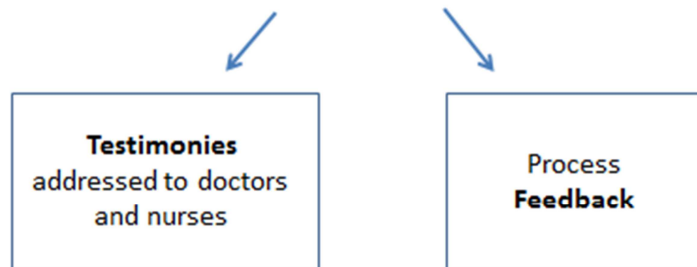 Testimonies
addressed to doctors
and nurses
Process
Feedback